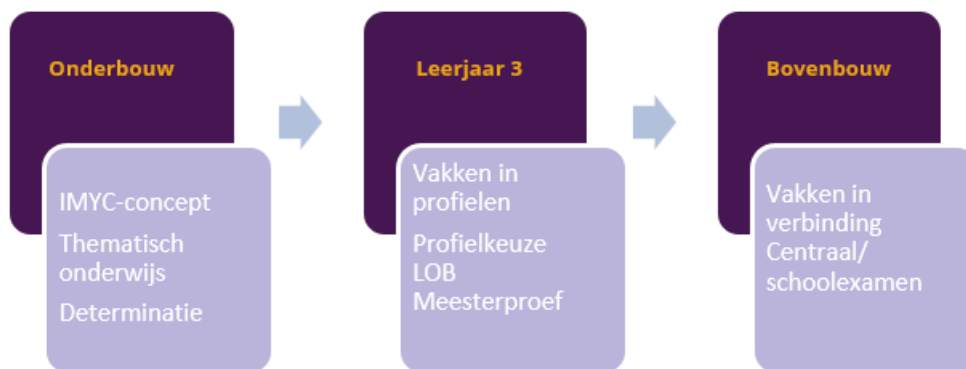 Onderbouw
IMYC-concept
Thematisch
onderwijs
Determinatie
Leerjaar 3
Vakken in
profielen
Profielkeuze
LOB
Meesterproef
Bovenbouw
Vakken in
verbinding
Centraal/
schoolexamen